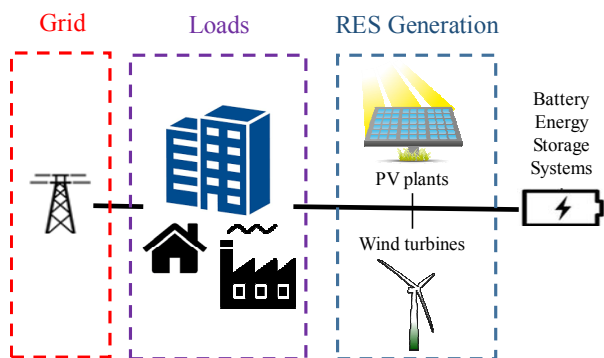 Grid
Loads
RES Generation
Battery
Energy
Storage
Systems
PV plants
Wind turbines